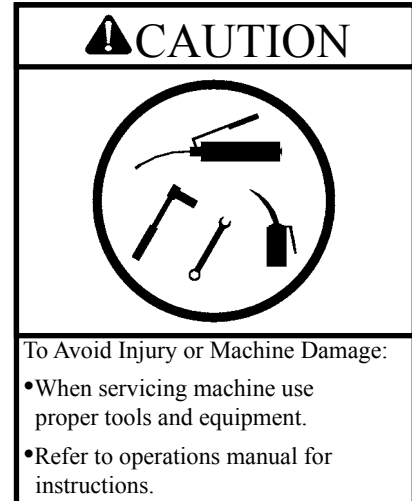 CAUTION
To Avoid Injury or Machine Damage:
•When servicing machine use
proper tools and equipment.
•Refer to operations manual for
instructions.